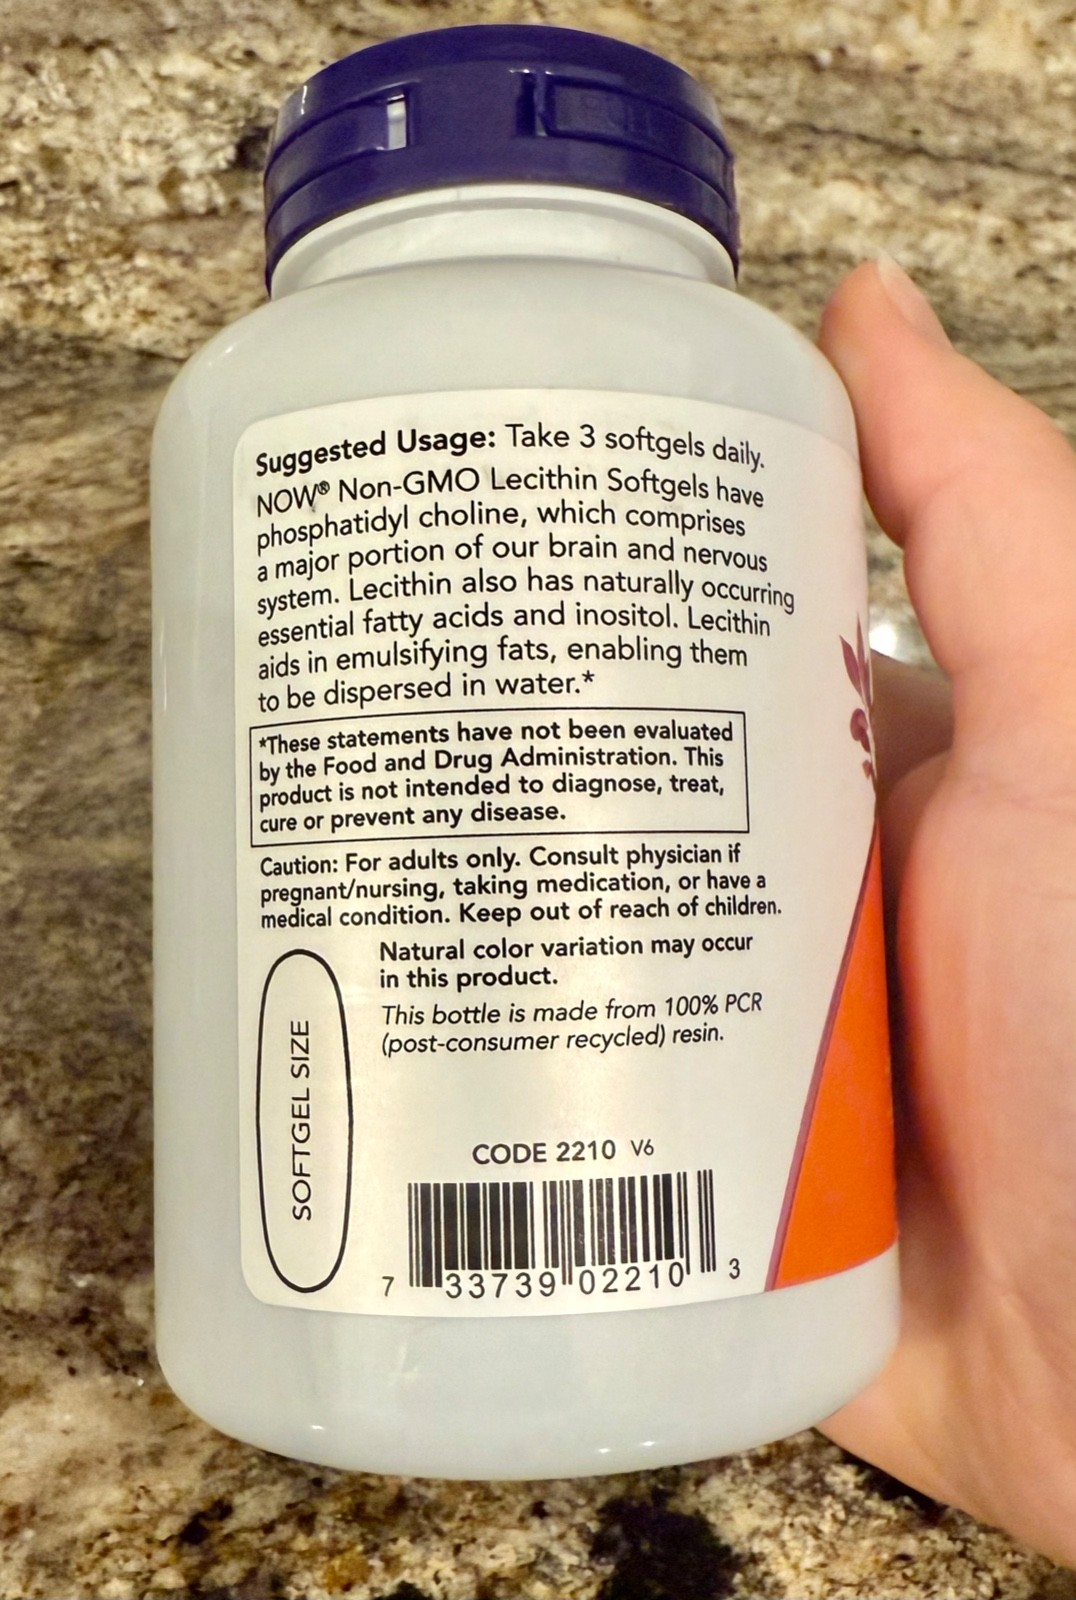 Suggested Usage: Take 3 softgels daily.
NOW® Non-GMO Lecithin Softgels have
phosphatidyl choline, which comprises
a major portion of our brain and nervous
system. Lecithin also has naturally occurring
essential fatty acids and inositol. Lecithin
aids in emulsifying fats, enabling them
to be dispersed in water.*
*These statements have not been evaluated
by the Food and Drug Administration. This
product is not intended to diagnose, treat,
cure or prevent any disease.
Caution: For adults only. Consult physician if
pregnant/nursing, taking medication, or have a
medical condition. Keep out of reach of children.
Natural color variation may occur
in this product.
This bottle is made from 100% PCR
(post-consumer recycled) resin.
SOFTGEL SIZE
CODE 2210 V6
7 33739 02210 3